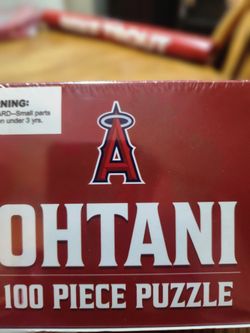 NING:
ARD-Small parts
n under 3 yrs.
A
OHTANI
100 PIECE PUZZLE